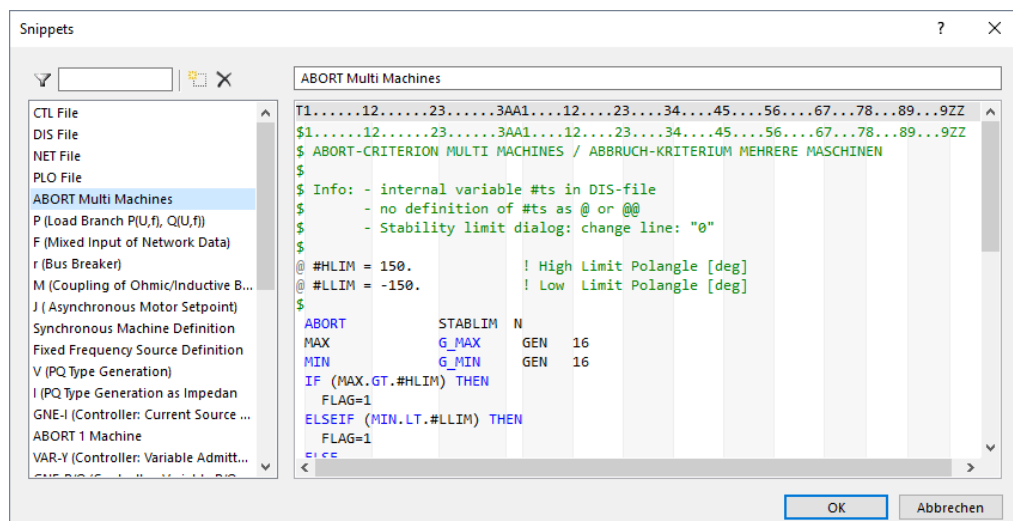 Snippets
?
ABORT Multi Machines
CTL File
DIS File
NET File
PLO File
ABORT Multi Machines
P (Load Branch P(U,f), Q(U,f))
F (Mixed Input of Network Data)
r (Bus Breaker)
M (Coupling of Ohmic/Inductive B...
J ( Asynchronous Motor Setpoint)
Synchronous Machine Definition
Fixed Frequency Source Definition
V (PQ Type Generation)
I (PQ Type Generation as Impedan
GNE-I (Controller: Current Source ...
ABORT 1 Machine
VAR-Y (Controller: Variable Admitt...
T1......12......23......3AA1....12....23....34....45....56....67...78...89...9ZZ
$1......12......23......3AA1....12....23....34....45....56....67...78...89...9ZZ
$ ABORT-CRITERION MULTI MACHINES / ABBRUCH-KRITERIUM MEHRERE MASCHINEN
$
$ Info: - internal variable #ts in DIS-file
$       - no definition of #ts as @ or @@
$       - Stability limit dialog: change line: "0"
$
@ #HLIM = 150.             ! High Limit Polangle [deg]
@ #LLIM = -150.            ! Low  Limit Polangle [deg]
$
ABORT           STABLIM  N
MAX             G_MAX     GEN   16
MIN             G_MIN     GEN   16
IF (MAX.GT.#HLIM) THEN
FLAG=1
ELSEIF (MIN.LT.#LLIM) THEN
FLAG=1
ELSE
OK
Abbrechen